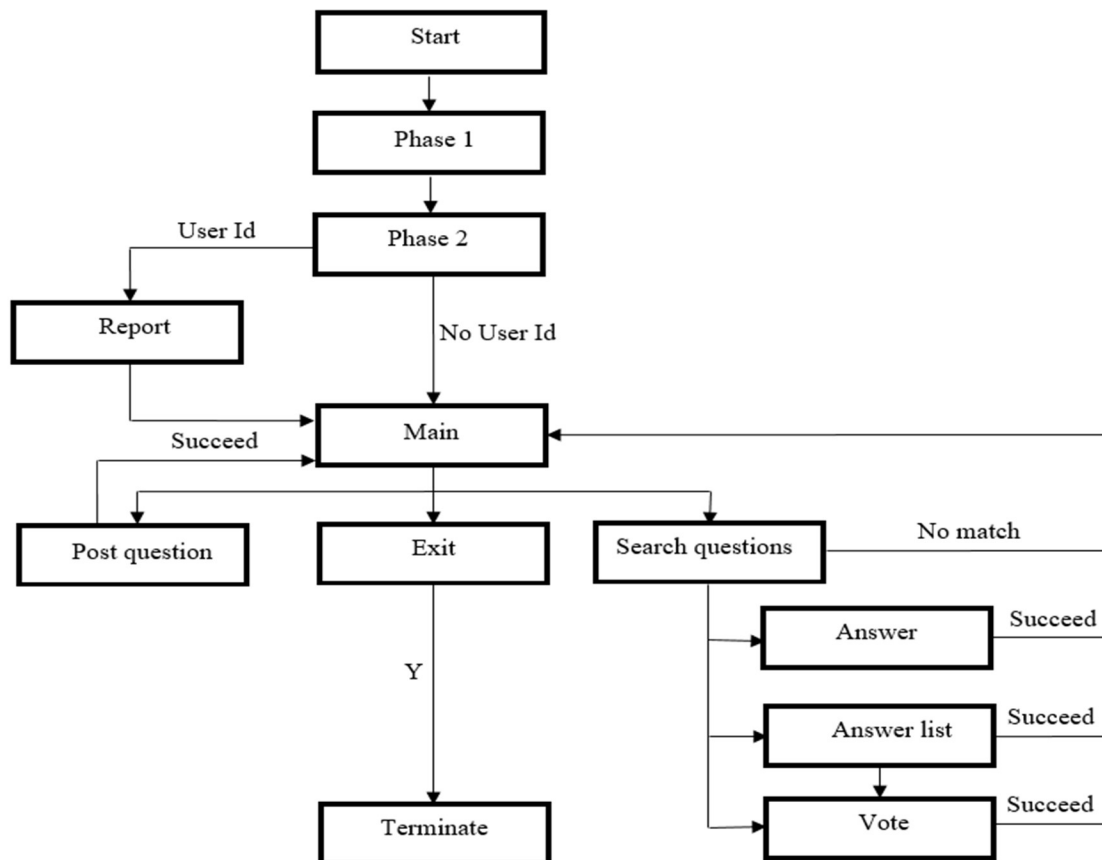 Start
Phase 1
User Id
Phase 2
Report
No User Id
Main
Succeed
Post question
Exit
Search questions
No match
Answer
Succeed
Y
Answer list
Succeed
Terminate
Vote
Succeed